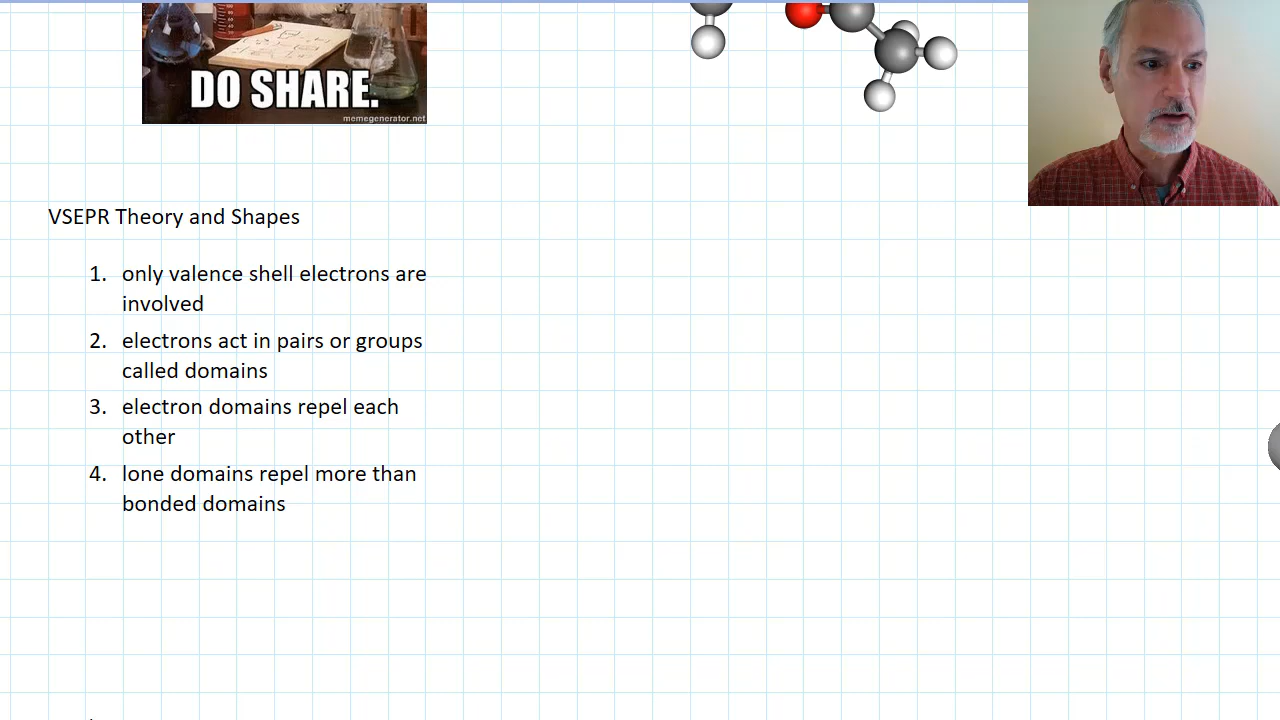 DO SHARE.
memegenerator.net
VSEPR Theory and Shapes
1. only valence shell electrons are
involved
2. electrons act in pairs or groups
called domains
3. electron domains repel each
other
4. lone domains repel more than
bonded domains